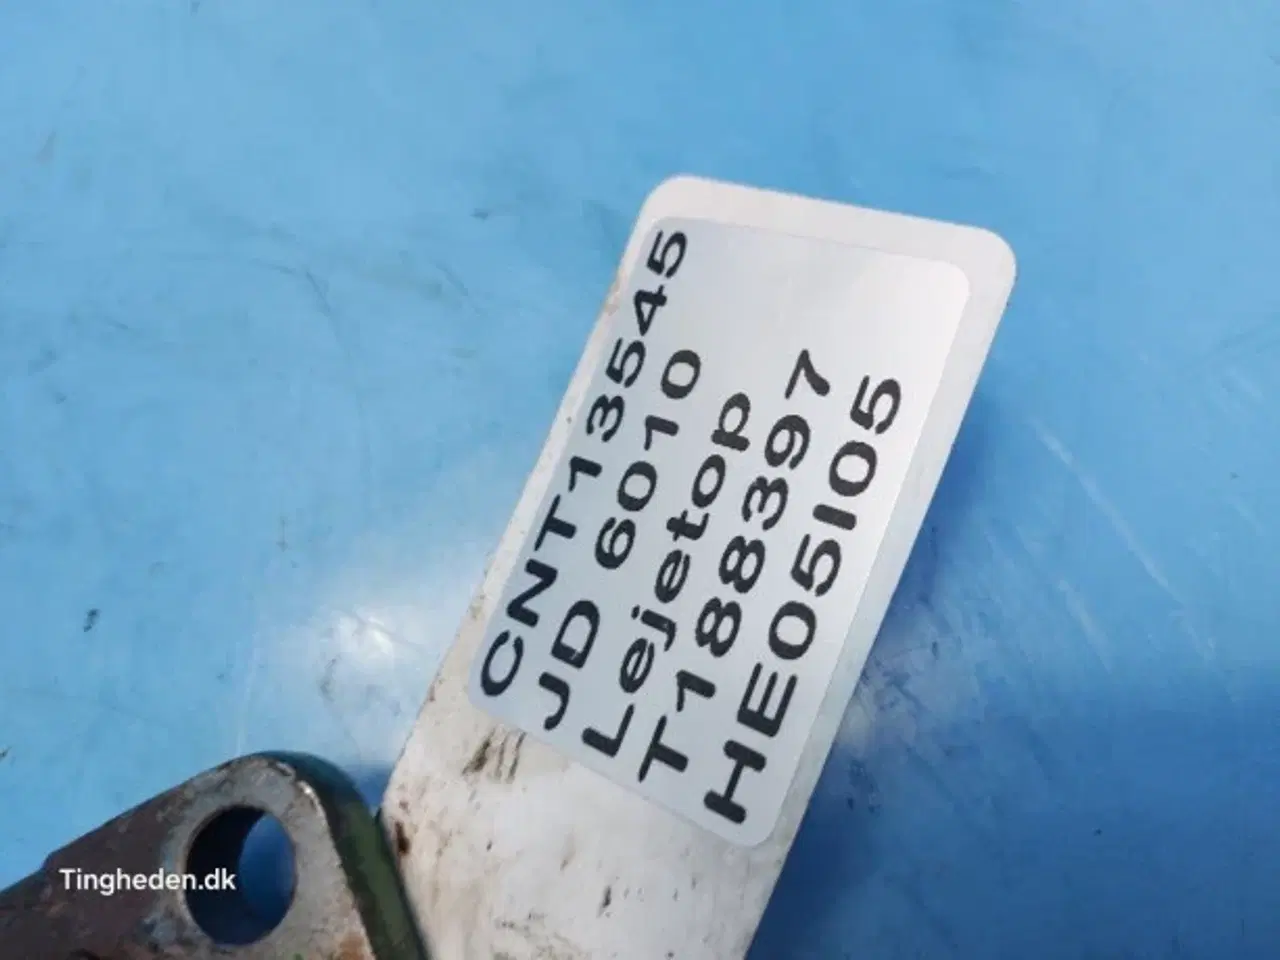 CNT13545
JD 6010
Lejetop
T188397
HE05I05
Tingheden.dk